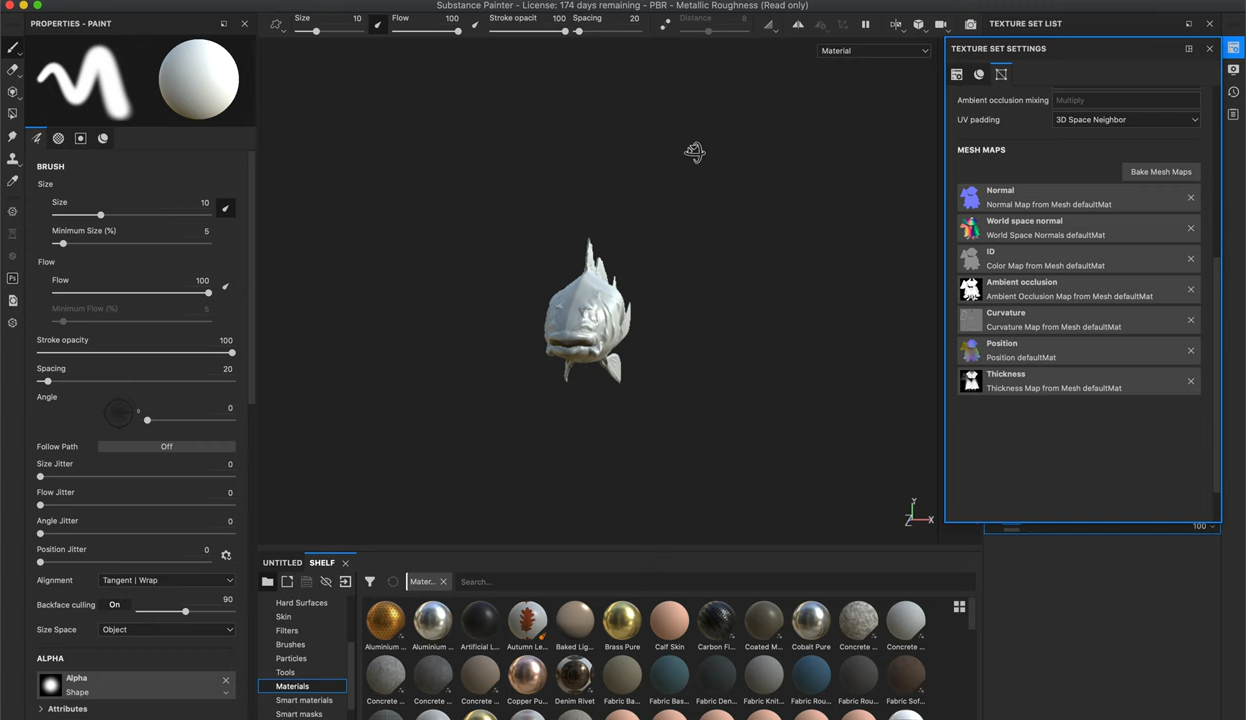 Substance Painter - License: 174 days remaining - PBR - Metallic Roughness (Read only)
PROPERTIES - PAINT
Size 10
Flow 100
Stroke opacity 100
Spacing 20
Distance 8
TEXTURE SET LIST
Material
TEXTURE SET SETTINGS
Ambient occlusion mixing
Multiply
UV padding
3D Space Neighbor
MESH MAPS
Bake Mesh Maps
Normal
Normal Map from Mesh defaultMat
World space normal
World Space Normals defaultMat
ID
Color Map from Mesh defaultMat
Ambient occlusion
Ambient Occlusion Map from Mesh defaultMat
Curvature
Curvature Map from Mesh defaultMat
Position
Position defaultMat
Thickness
Thickness Map from Mesh defaultMat
100
BRUSH
Size
Size 10
Minimum Size (%) 5
Flow
Flow 100
Minimum Flow (%) 5
Stroke opacity 100
Spacing 20
Angle
0
0
Follow Path Off
Size Jitter 0
Flow Jitter 0
Angle Jitter 0
Position Jitter 0
Alignment Tangent | Wrap
Backface culling On 90
Size Space Object
ALPHA
Alpha
Shape
Attributes
Ps
Y
Z X
UNTITLED SHELF
Mater...
Search...
Hard Surfaces
Skin
Filters
Brushes
Particles
Tools
Materials
Smart materials
Smart masks
Aluminium ... Aluminium ... Artificial L... Autumn Le... Baked Lig... Brass Pure Calf Skin Carbon Fi... Coated M... Cobalt Pure Concrete ... Concrete ...
Concrete ... Concrete ... Concrete ... Copper Pu... Denim Rivet Fabric Ba... Fabric Bas... Fabric Den... Fabric Knit... Fabric Rou... Fabric Rou... Fabric Sof...